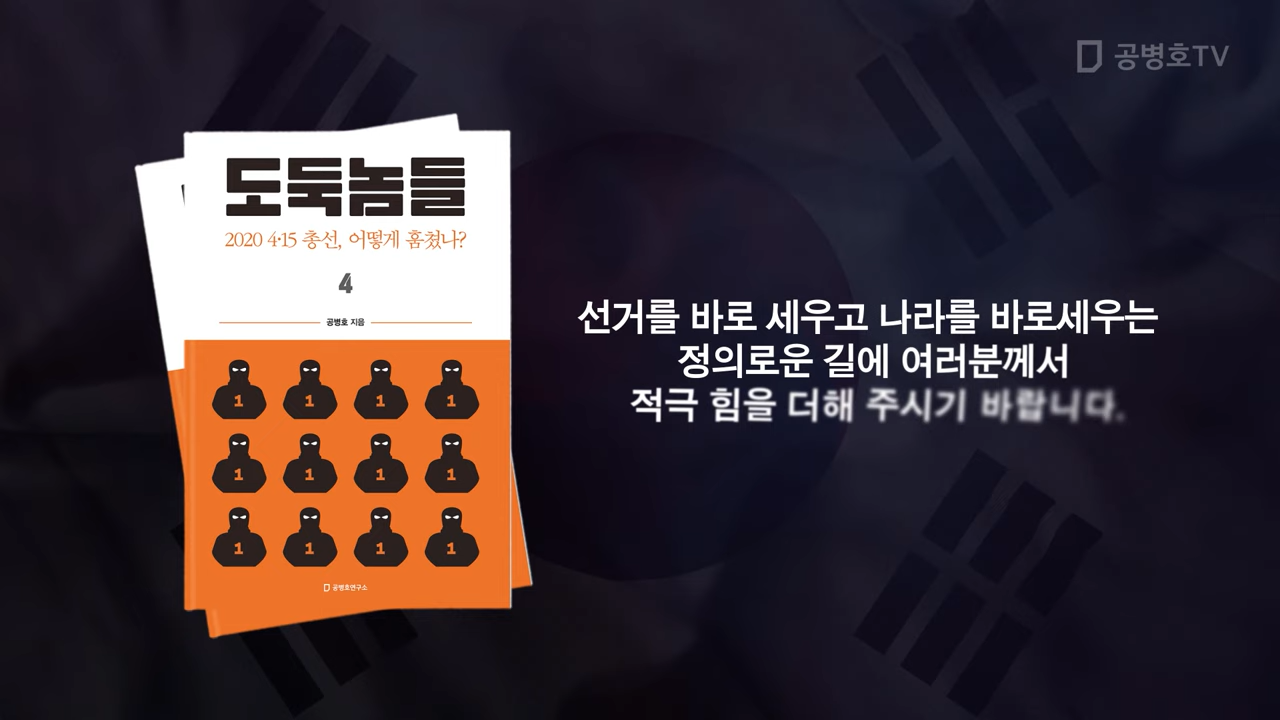 공병호TV
도둑놈들
2020 4·15 총선, 어떻게 훔쳤나?
4
공병호 지음
1 1 1 1
1 1 1 1
1 1 1 1
공병호연구소
선거를 바로 세우고 나라를 바로세우는
정의로운 길에 여러분께서
적극 힘을 더해 주시기 바랍니다.